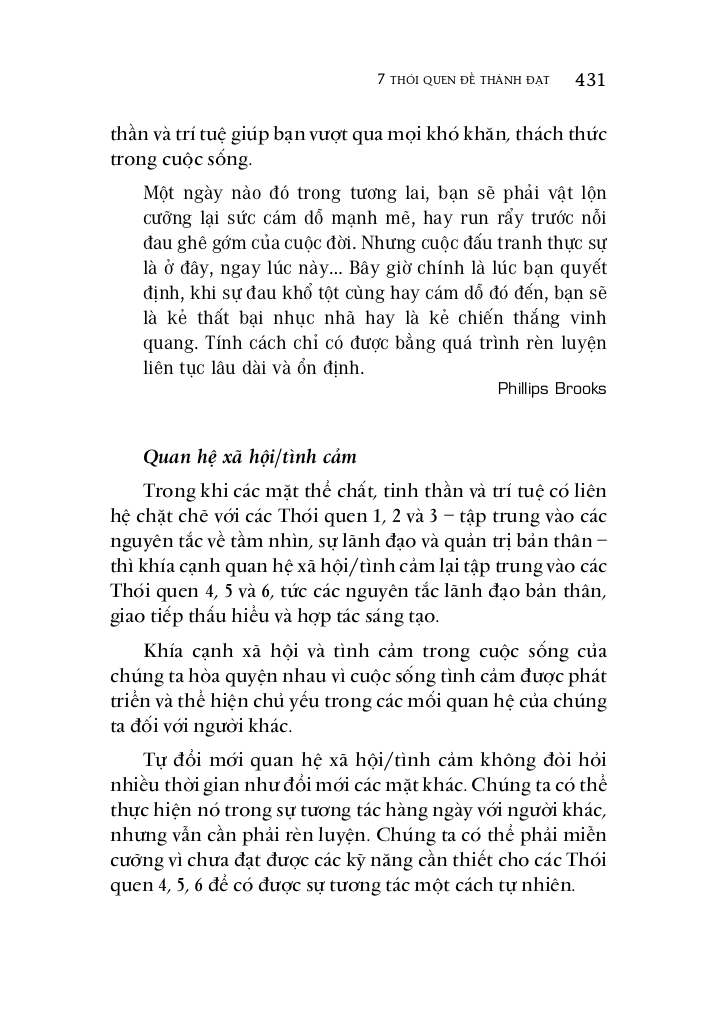 7 THÓI QUEN ĐỂ THÀNH ĐẠT 431
thần và trí tuệ giúp bạn vượt qua mọi khó khăn, thách thức
trong cuộc sống.
Một ngày nào đó trong tương lai, bạn sẽ phải vật lộn
cưỡng lại sức cám dỗ mạnh mẽ, hay run rẩy trước nỗi
đau ghê gớm của cuộc đời. Nhưng cuộc đấu tranh thực sự
là ở đây, ngay lúc này... Bây giờ chính là lúc bạn quyết
định, khi sự đau khổ tột cùng hay cám dỗ đó đến, bạn sẽ
là kẻ thất bại nhục nhã hay là kẻ chiến thắng vinh
quang. Tính cách chỉ có được bằng quá trình rèn luyện
liên tục lâu dài và ổn định.
Phillips Brooks
Quan hệ xã hội/tình cảm
Trong khi các mặt thể chất, tinh thần và trí tuệ có liên
hệ chặt chẽ với các Thói quen 1, 2 và 3 – tập trung vào các
nguyên tắc về tầm nhìn, sự lãnh đạo và quản trị bản thân –
thì khía cạnh quan hệ xã hội/tình cảm lại tập trung vào các
Thói quen 4, 5 và 6, tức các nguyên tắc lãnh đạo bản thân,
giao tiếp thấu hiểu và hợp tác sáng tạo.
Khía cạnh xã hội và tình cảm trong cuộc sống của
chúng ta hòa quyện nhau vì cuộc sống tình cảm được phát
triển và thể hiện chủ yếu trong các mối quan hệ của chúng
ta đối với người khác.
Tự đổi mới quan hệ xã hội/tình cảm không đòi hỏi
nhiều thời gian như đổi mới các mặt khác. Chúng ta có thể
thực hiện nó trong sự tương tác hàng ngày với người khác,
nhưng vẫn cần phải rèn luyện. Chúng ta có thể phải miễn
cưỡng vì chưa đạt được các kỹ năng cần thiết cho các Thói
quen 4, 5, 6 để có được sự tương tác một cách tự nhiên.